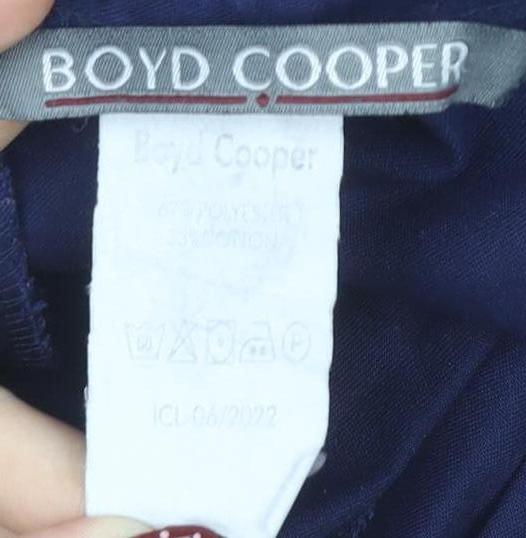 BOYD COOPER
Boyd Cooper
67% POLYESTER
33% COTTON
ICL 06/2022